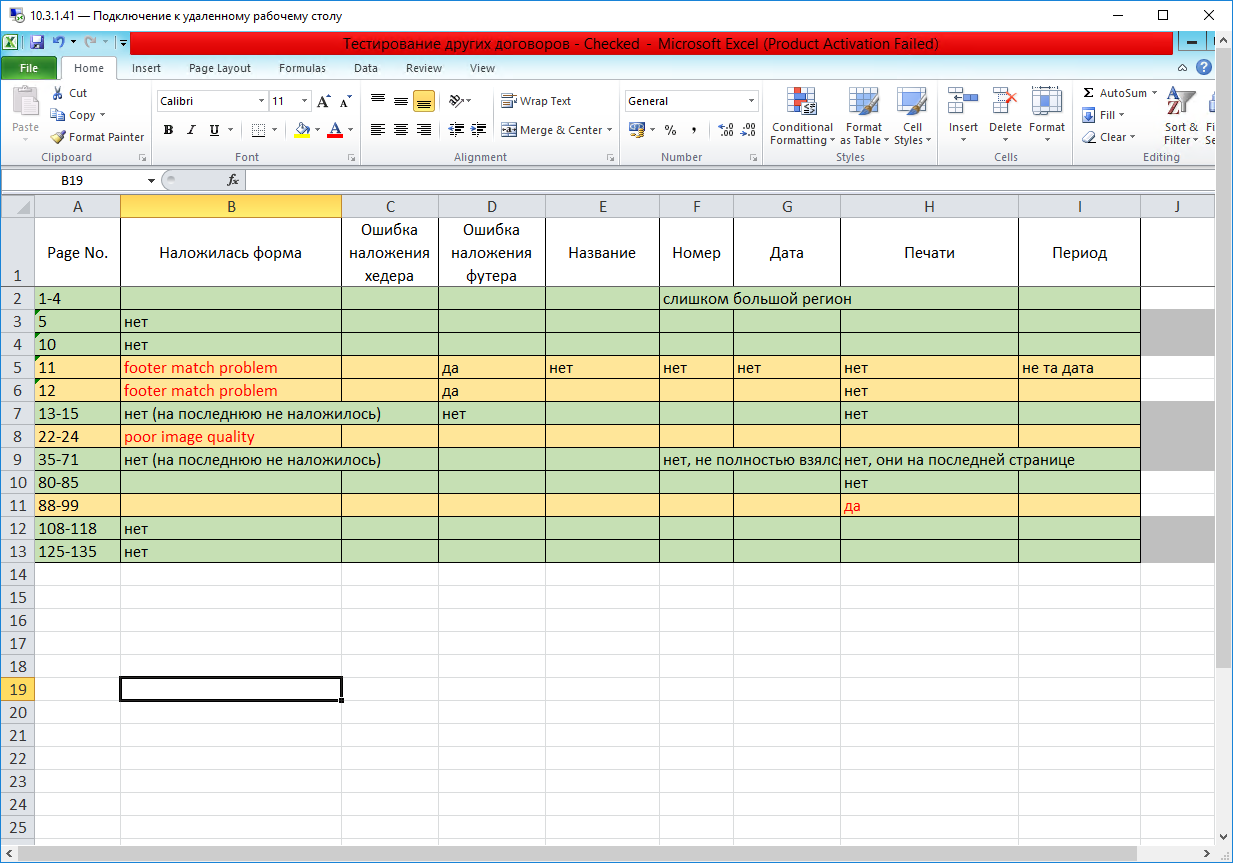 10.3.1.41 — Подключение к удаленному рабочему столу
Тестирование других договоров - Checked - Microsoft Excel (Product Activation Failed)
File Home Insert Page Layout Formulas Data Review View
Paste
Cut
Copy
Format Painter
Clipboard
Calibri 11
B I U
Font
Wrap Text
Merge & Center
Alignment
General
Number
Conditional Formatting
Format as Table
Cell Styles
Styles
Insert Delete Format
Cells
AutoSum
Fill
Clear
Sort & Filter
Editing
B19 fx
A B C D E F G H I J
1 Page No. Наложилась форма Ошибка наложения хедера Ошибка наложения футера Название Номер Дата Печати Период
2 1-4 слишком большой регион
3 5 нет
4 10 нет
5 11 footer match problem да нет нет нет нет не та дата
6 12 footer match problem да нет
7 13-15 нет (на последнюю не наложилось) нет нет
8 22-24 poor image quality
9 35-71 нет (на последнюю не наложилось) нет, не полностью взялс нет, они на последней странице
10 80-85 нет
11 88-99 да
12 108-118 нет
13 125-135 нет
14
15
16
17
18
19
20
21
22
23
24
25